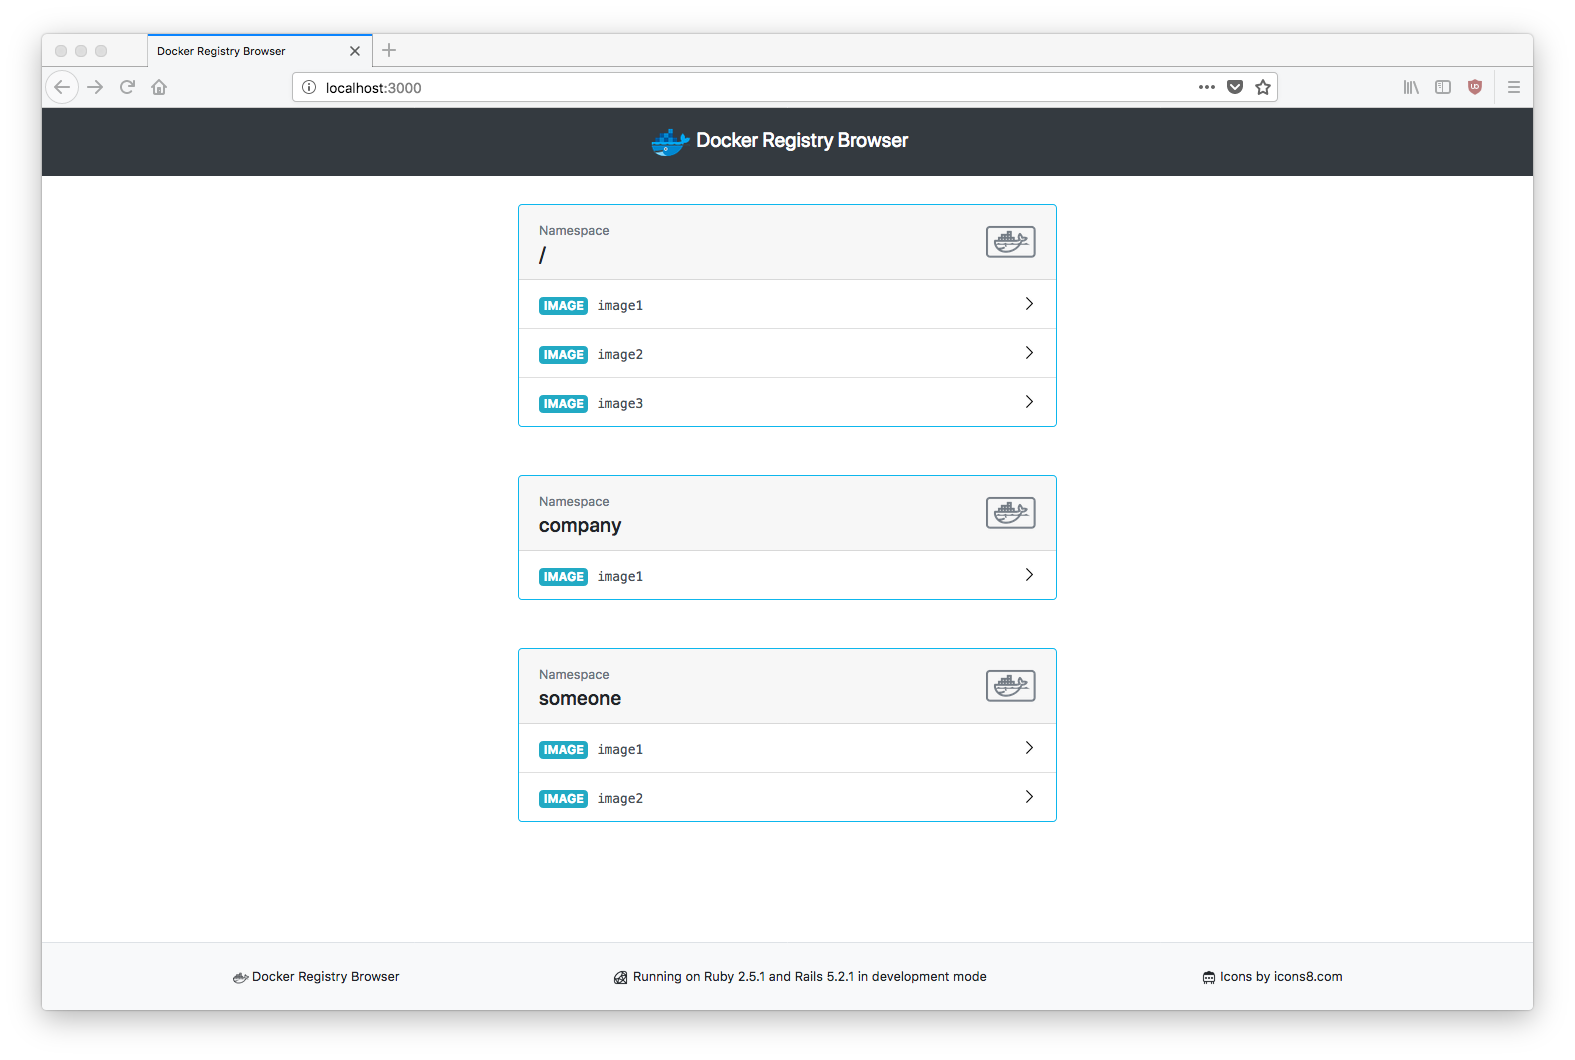 Docker Registry Browser
localhost:3000
Docker Registry Browser
Namespace
/
IMAGE image1
IMAGE image2
IMAGE image3
Namespace
company
IMAGE image1
Namespace
someone
IMAGE image1
IMAGE image2
Docker Registry Browser
Running on Ruby 2.5.1 and Rails 5.2.1 in development mode
Icons by icons8.com